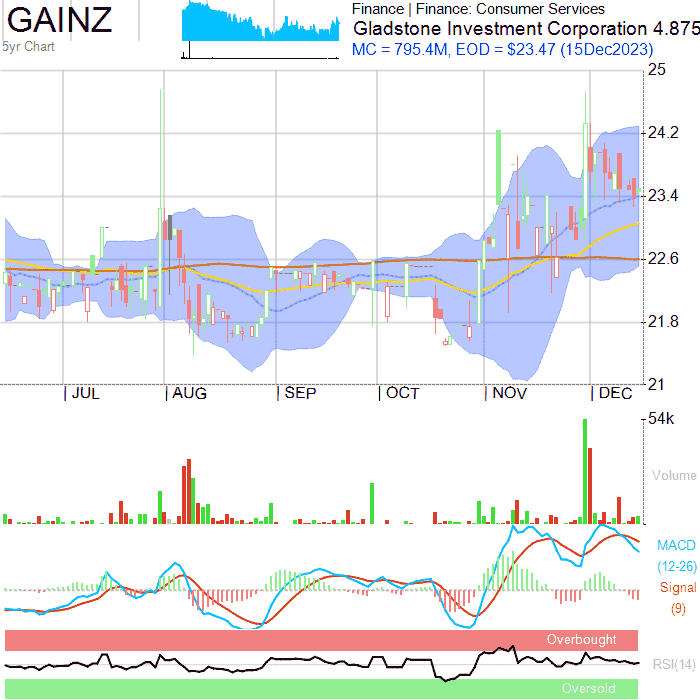 GAINZ
5yr Chart
Finance | Finance: Consumer Services
Gladstone Investment Corporation 4.875
MC = 795.4M, EOD = $23.47 (15Dec2023)
25
24.2
23.4
22.6
21.8
21
| JUL | AUG | SEP | OCT | NOV | DEC
54k
Volume
MACD
(12-26)
Signal
(9)
Overbought
RSI(14)
Oversold